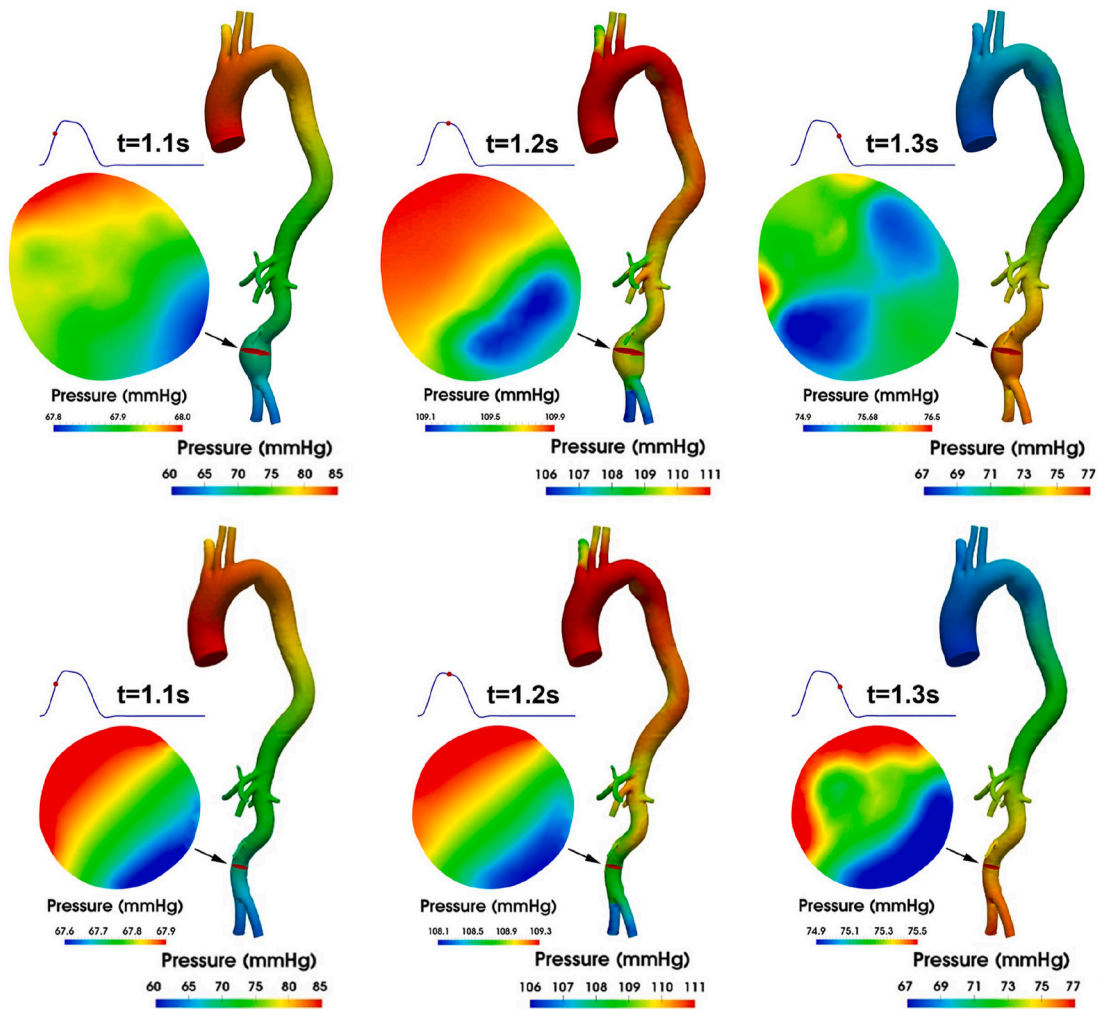 t=1.1s
t=1.2s
t=1.3s
Pressure (mmHg)
67.8 67.9 68.0
Pressure (mmHg)
60 65 70 75 80 85
Pressure (mmHg)
109.1 109.5 109.9
Pressure (mmHg)
106 107 108 109 110 111
Pressure (mmHg)
74.9 75.68 76.5
Pressure (mmHg)
67 69 71 73 75 77
t=1.1s
t=1.2s
t=1.3s
Pressure (mmHg)
67.6 67.7 67.8 67.9
Pressure (mmHg)
60 65 70 75 80 85
Pressure (mmHg)
108.1 108.5 108.9 109.3
Pressure (mmHg)
106 107 108 109 110 111
Pressure (mmHg)
74.9 75.1 75.3 75.5
Pressure (mmHg)
67 69 71 73 75 77